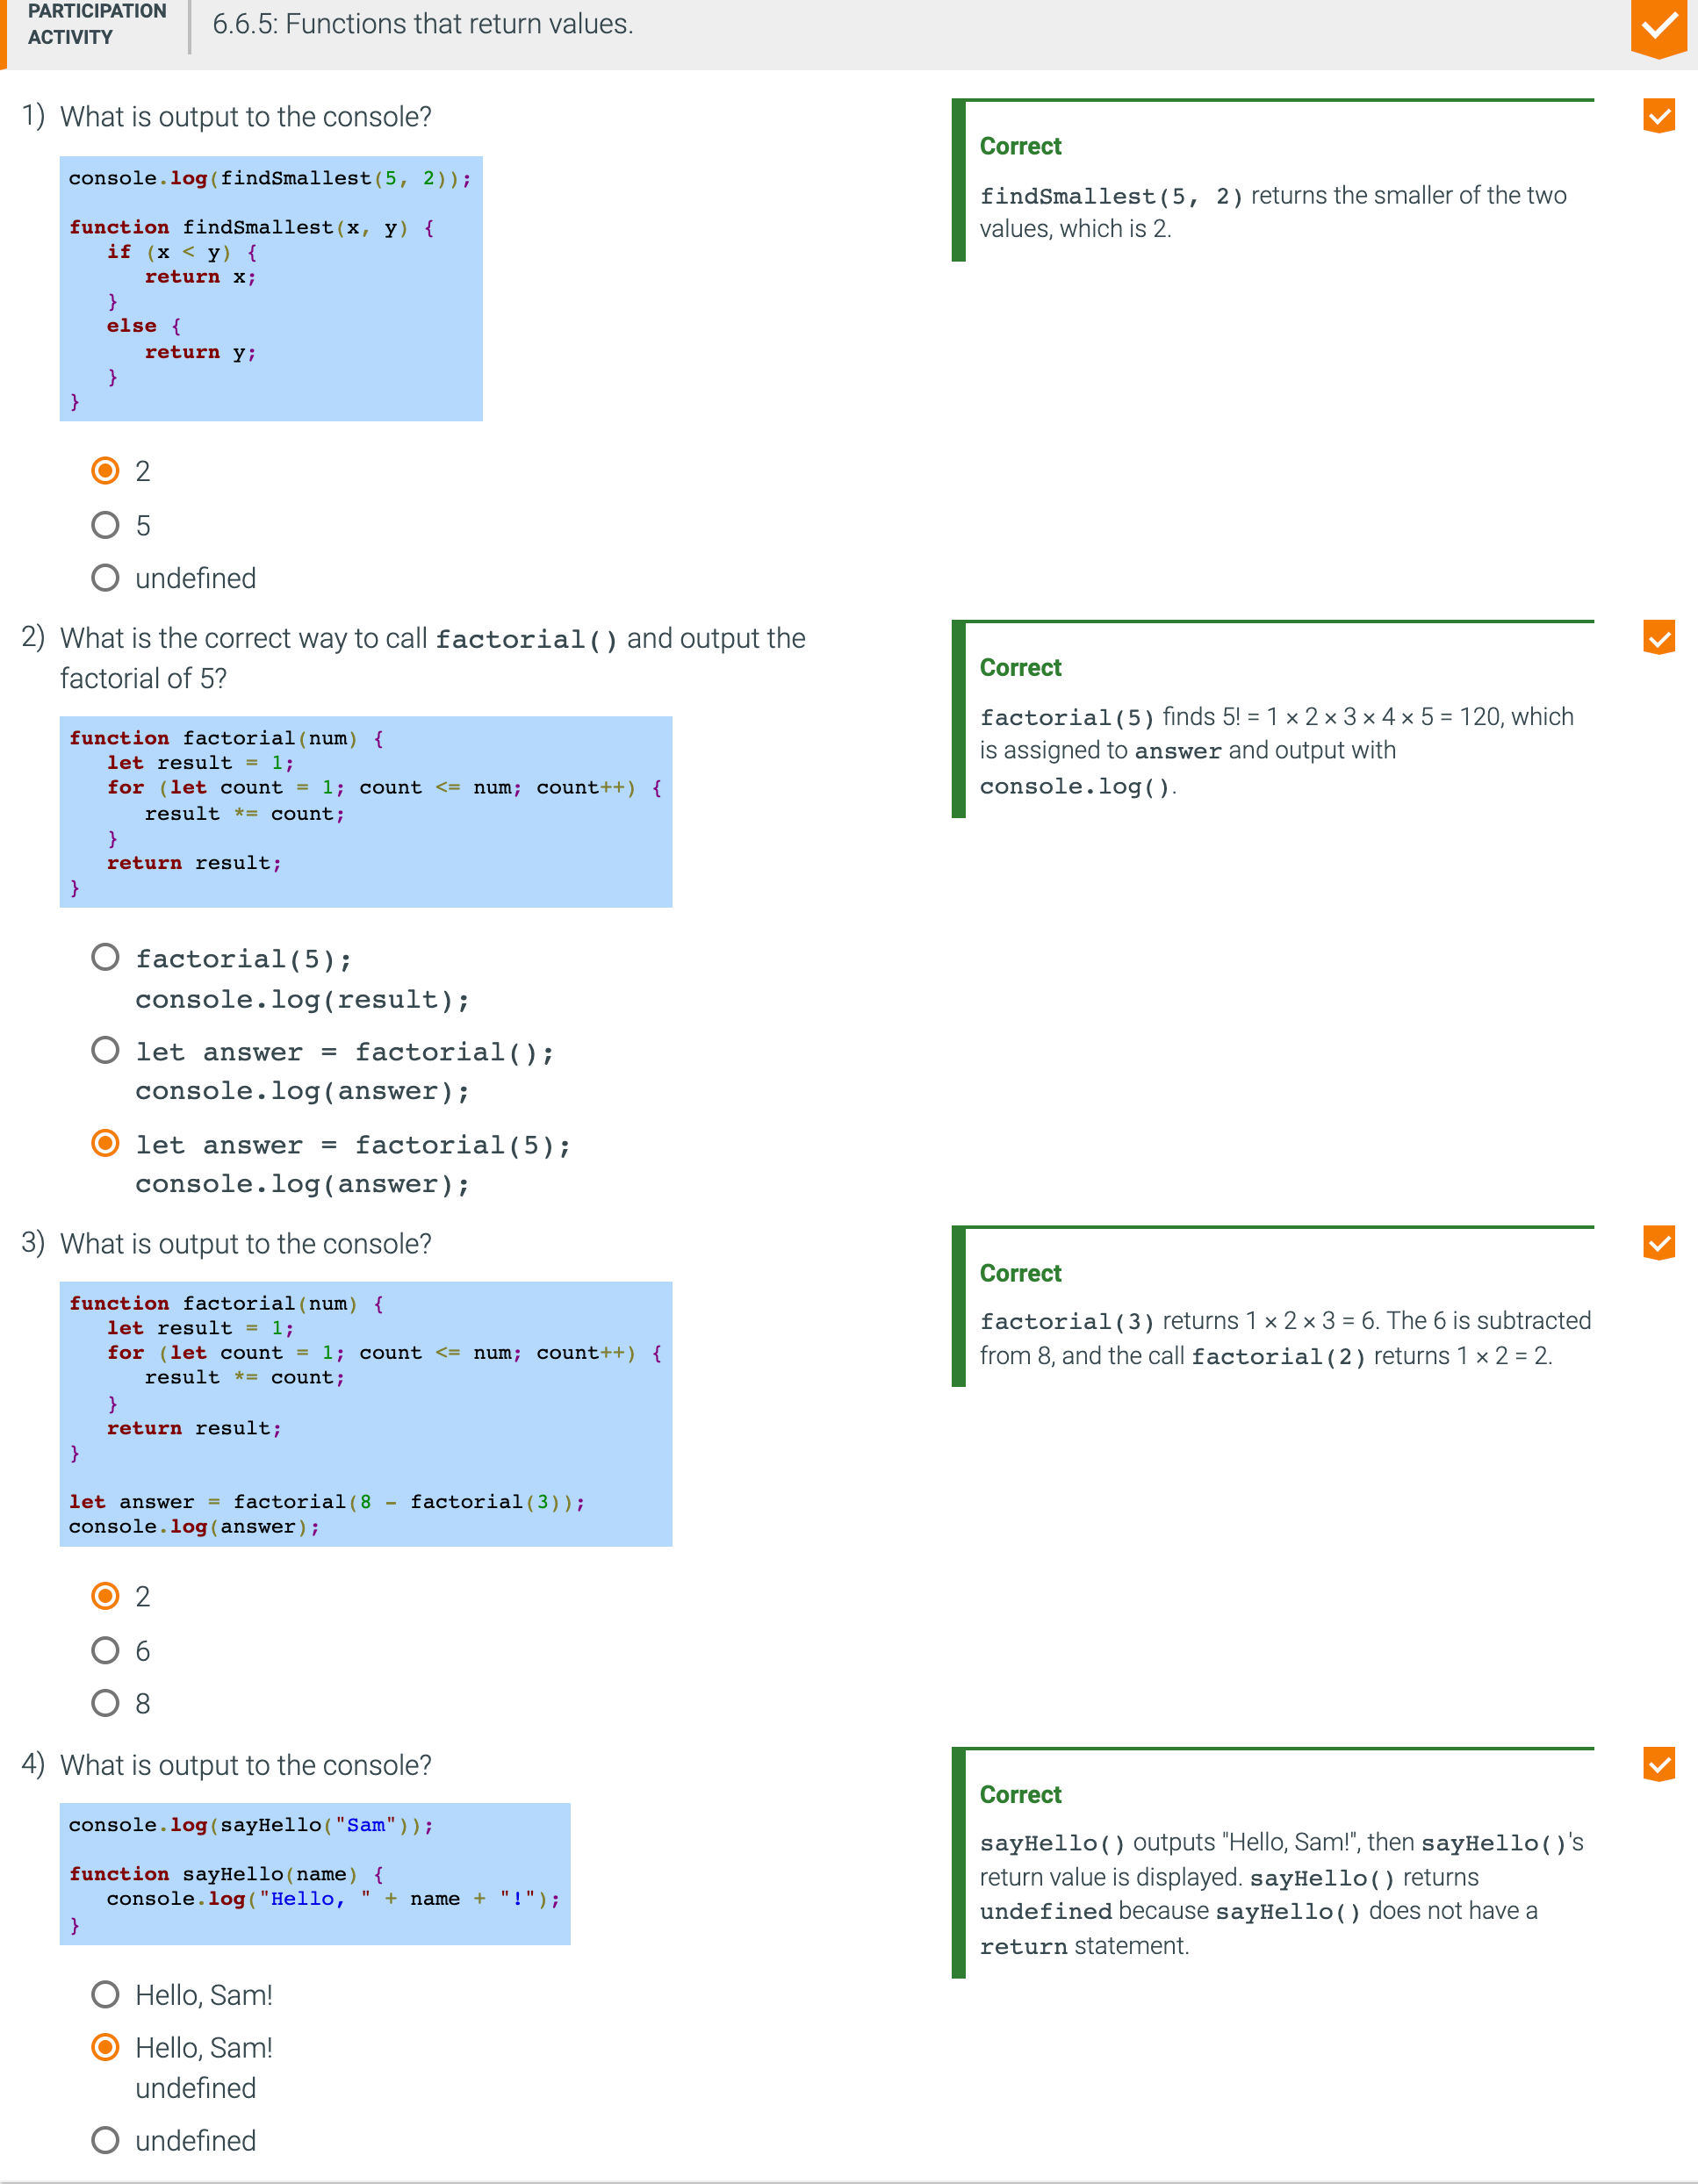 PARTICIPATION
ACTIVITY
6.6.5: Functions that return values.
1) What is output to the console?
console.log(findSmallest(5, 2));
function findSmallest(x, y) {
   if (x < y) {
      return x;
   }
   else {
      return y;
   }
}
2
5
undefined
Correct
findSmallest(5, 2) returns the smaller of the two
values, which is 2.
2) What is the correct way to call factorial() and output the
factorial of 5?
function factorial(num) {
   let result = 1;
   for (let count = 1; count <= num; count++) {
      result *= count;
   }
   return result;
}
factorial(5);
console.log(result);
let answer = factorial();
console.log(answer);
let answer = factorial(5);
console.log(answer);
Correct
factorial(5) finds 5! = 1 × 2 × 3 × 4 × 5 = 120, which
is assigned to answer and output with
console.log().
3) What is output to the console?
function factorial(num) {
   let result = 1;
   for (let count = 1; count <= num; count++) {
      result *= count;
   }
   return result;
}
let answer = factorial(8 - factorial(3));
console.log(answer);
2
6
8
Correct
factorial(3) returns 1 × 2 × 3 = 6. The 6 is subtracted
from 8, and the call factorial(2) returns 1 × 2 = 2.
4) What is output to the console?
console.log(sayHello("Sam"));
function sayHello(name) {
   console.log("Hello, " + name + "!");
}
Hello, Sam!
Hello, Sam!
undefined
undefined
Correct
sayHello() outputs "Hello, Sam!", then sayHello()'s
return value is displayed. sayHello() returns
undefined because sayHello() does not have a
return statement.